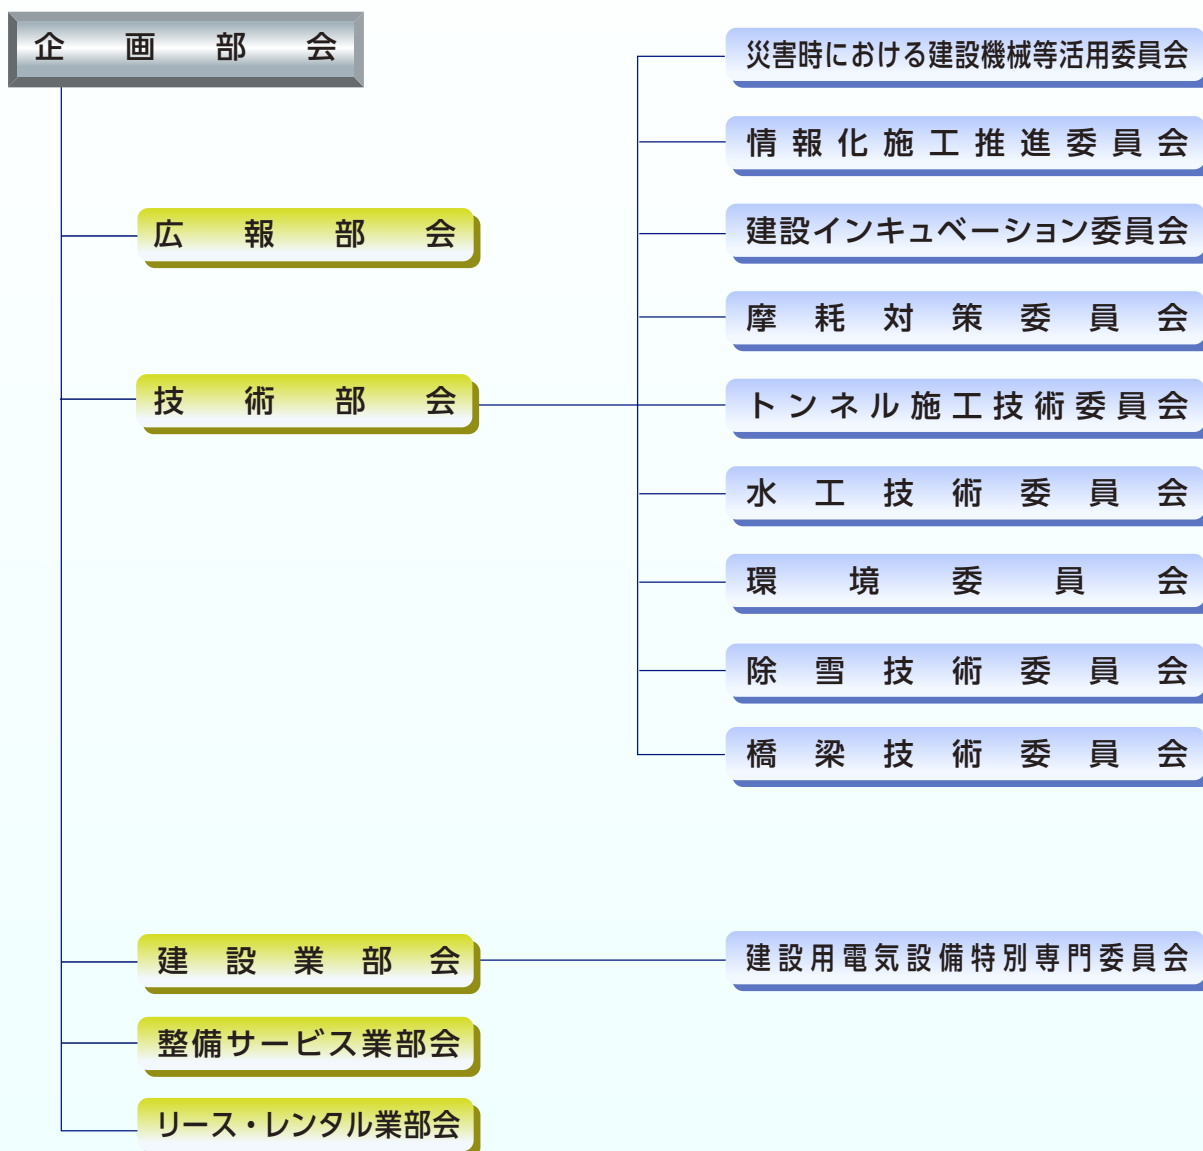 企画部会
広報部会
技術部会
災害時における建設機械等活用委員会
情報化施工推進委員会
建設インキュベーション委員会
摩耗対策委員会
トンネル施工技術委員会
水工技術委員会
環境委員会
除雪技術委員会
橋梁技術委員会
建設業部会
建設用電気設備特別専門委員会
整備サービス業部会
リース・レンタル業部会